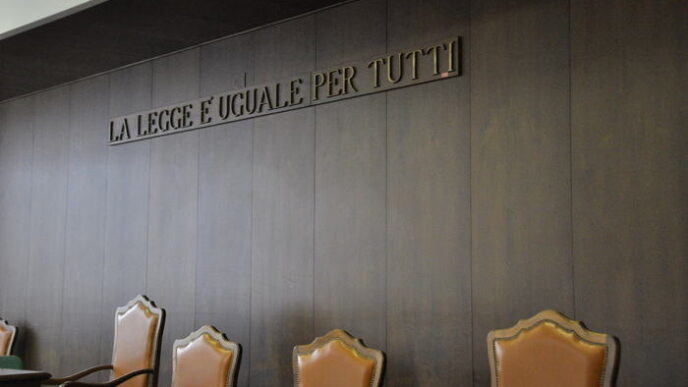 LA LEGGE E' UGUALE PER TUTTI